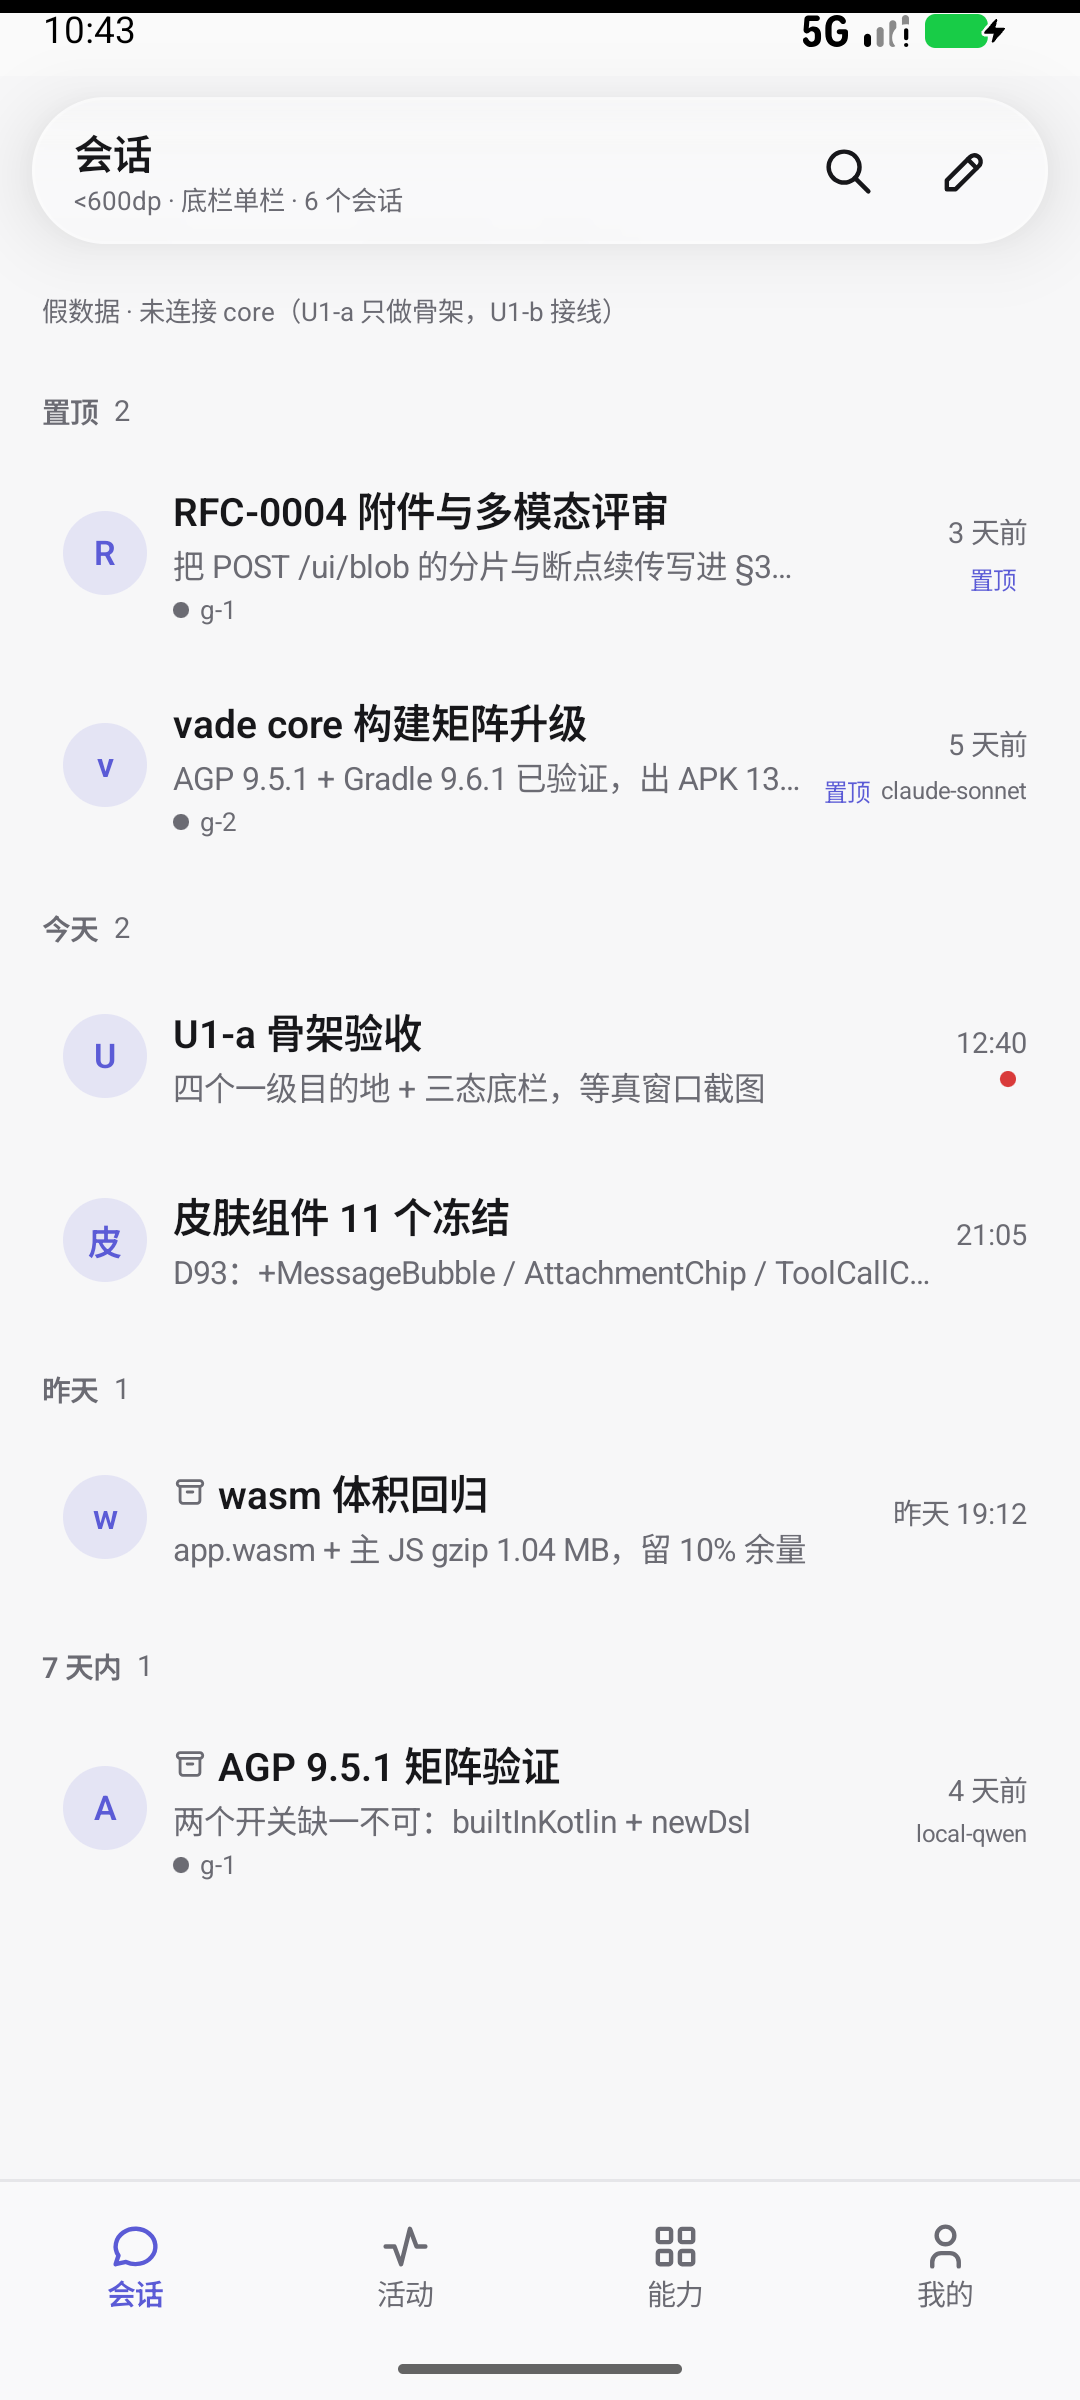 10:43
5G
会话
<600dp · 底栏单栏 · 6 个会话
假数据 · 未连接 core（U1-a 只做骨架，U1-b 接线）
置顶 2
R
RFC-0004 附件与多模态评审
3 天前
把 POST /ui/blob 的分片与断点续传写进 §3...
置顶
g-1
v
vade core 构建矩阵升级
5 天前
AGP 9.5.1 + Gradle 9.6.1 已验证，出 APK 13...
置顶 claude-sonnet
g-2
今天 2
U
U1-a 骨架验收
12:40
四个一级目的地 + 三态底栏，等真窗口截图
皮
皮肤组件 11 个冻结
21:05
D93：+MessageBubble / AttachmentChip / ToolCallC...
昨天 1
w
wasm 体积回归
昨天 19:12
app.wasm + 主 JS gzip 1.04 MB，留 10% 余量
7 天内 1
A
AGP 9.5.1 矩阵验证
4 天前
两个开关缺一不可：builtInKotlin + newDsl
local-qwen
g-1
会话
活动
能力
我的